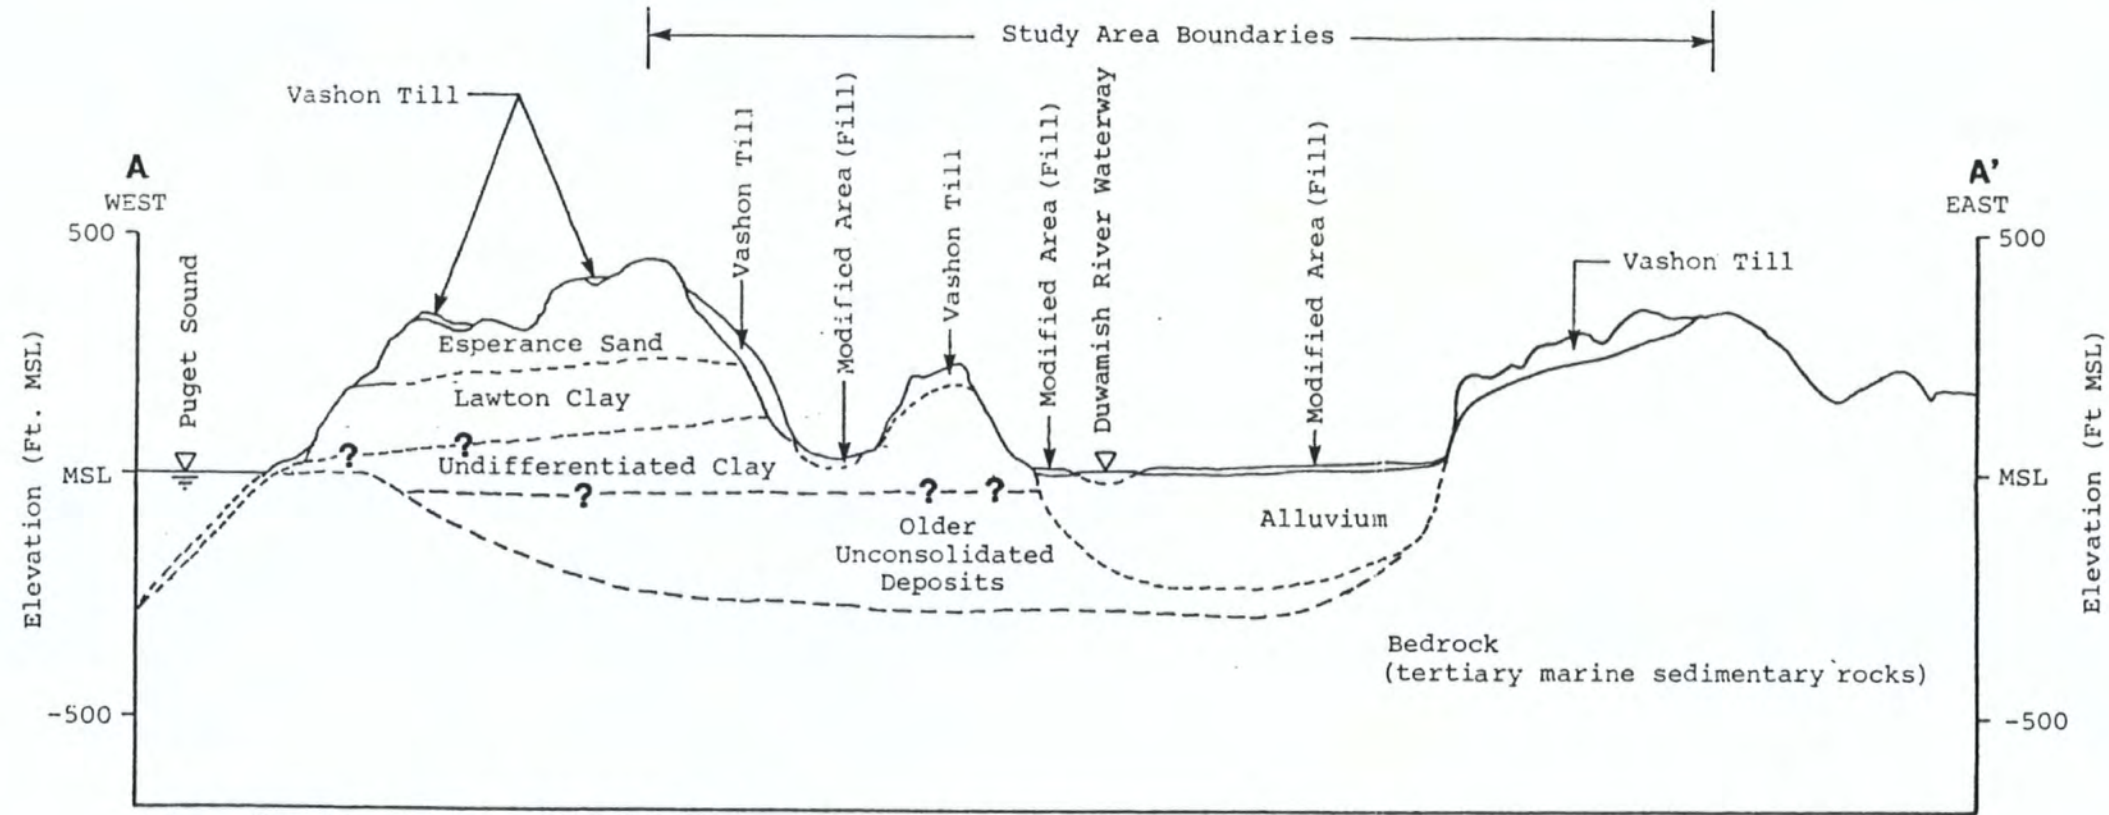 Study Area Boundaries
Vashon Till
Vashon Till
Modified Area (Fill)
Vashon Till
Modified Area (Fill)
Duwamish River Waterway
Modified Area (Fill)
A
WEST
A'
EAST
500
500
Puget Sound
Vashon Till
Esperance Sand
Lawton Clay
Elevation (Ft. MSL)
Elevation (Ft MSL)
?
?
Undifferentiated Clay
MSL
MSL
?
?
?
Older
Unconsolidated
Deposits
Alluvium
Bedrock
(tertiary marine sedimentary rocks)
-500
-500